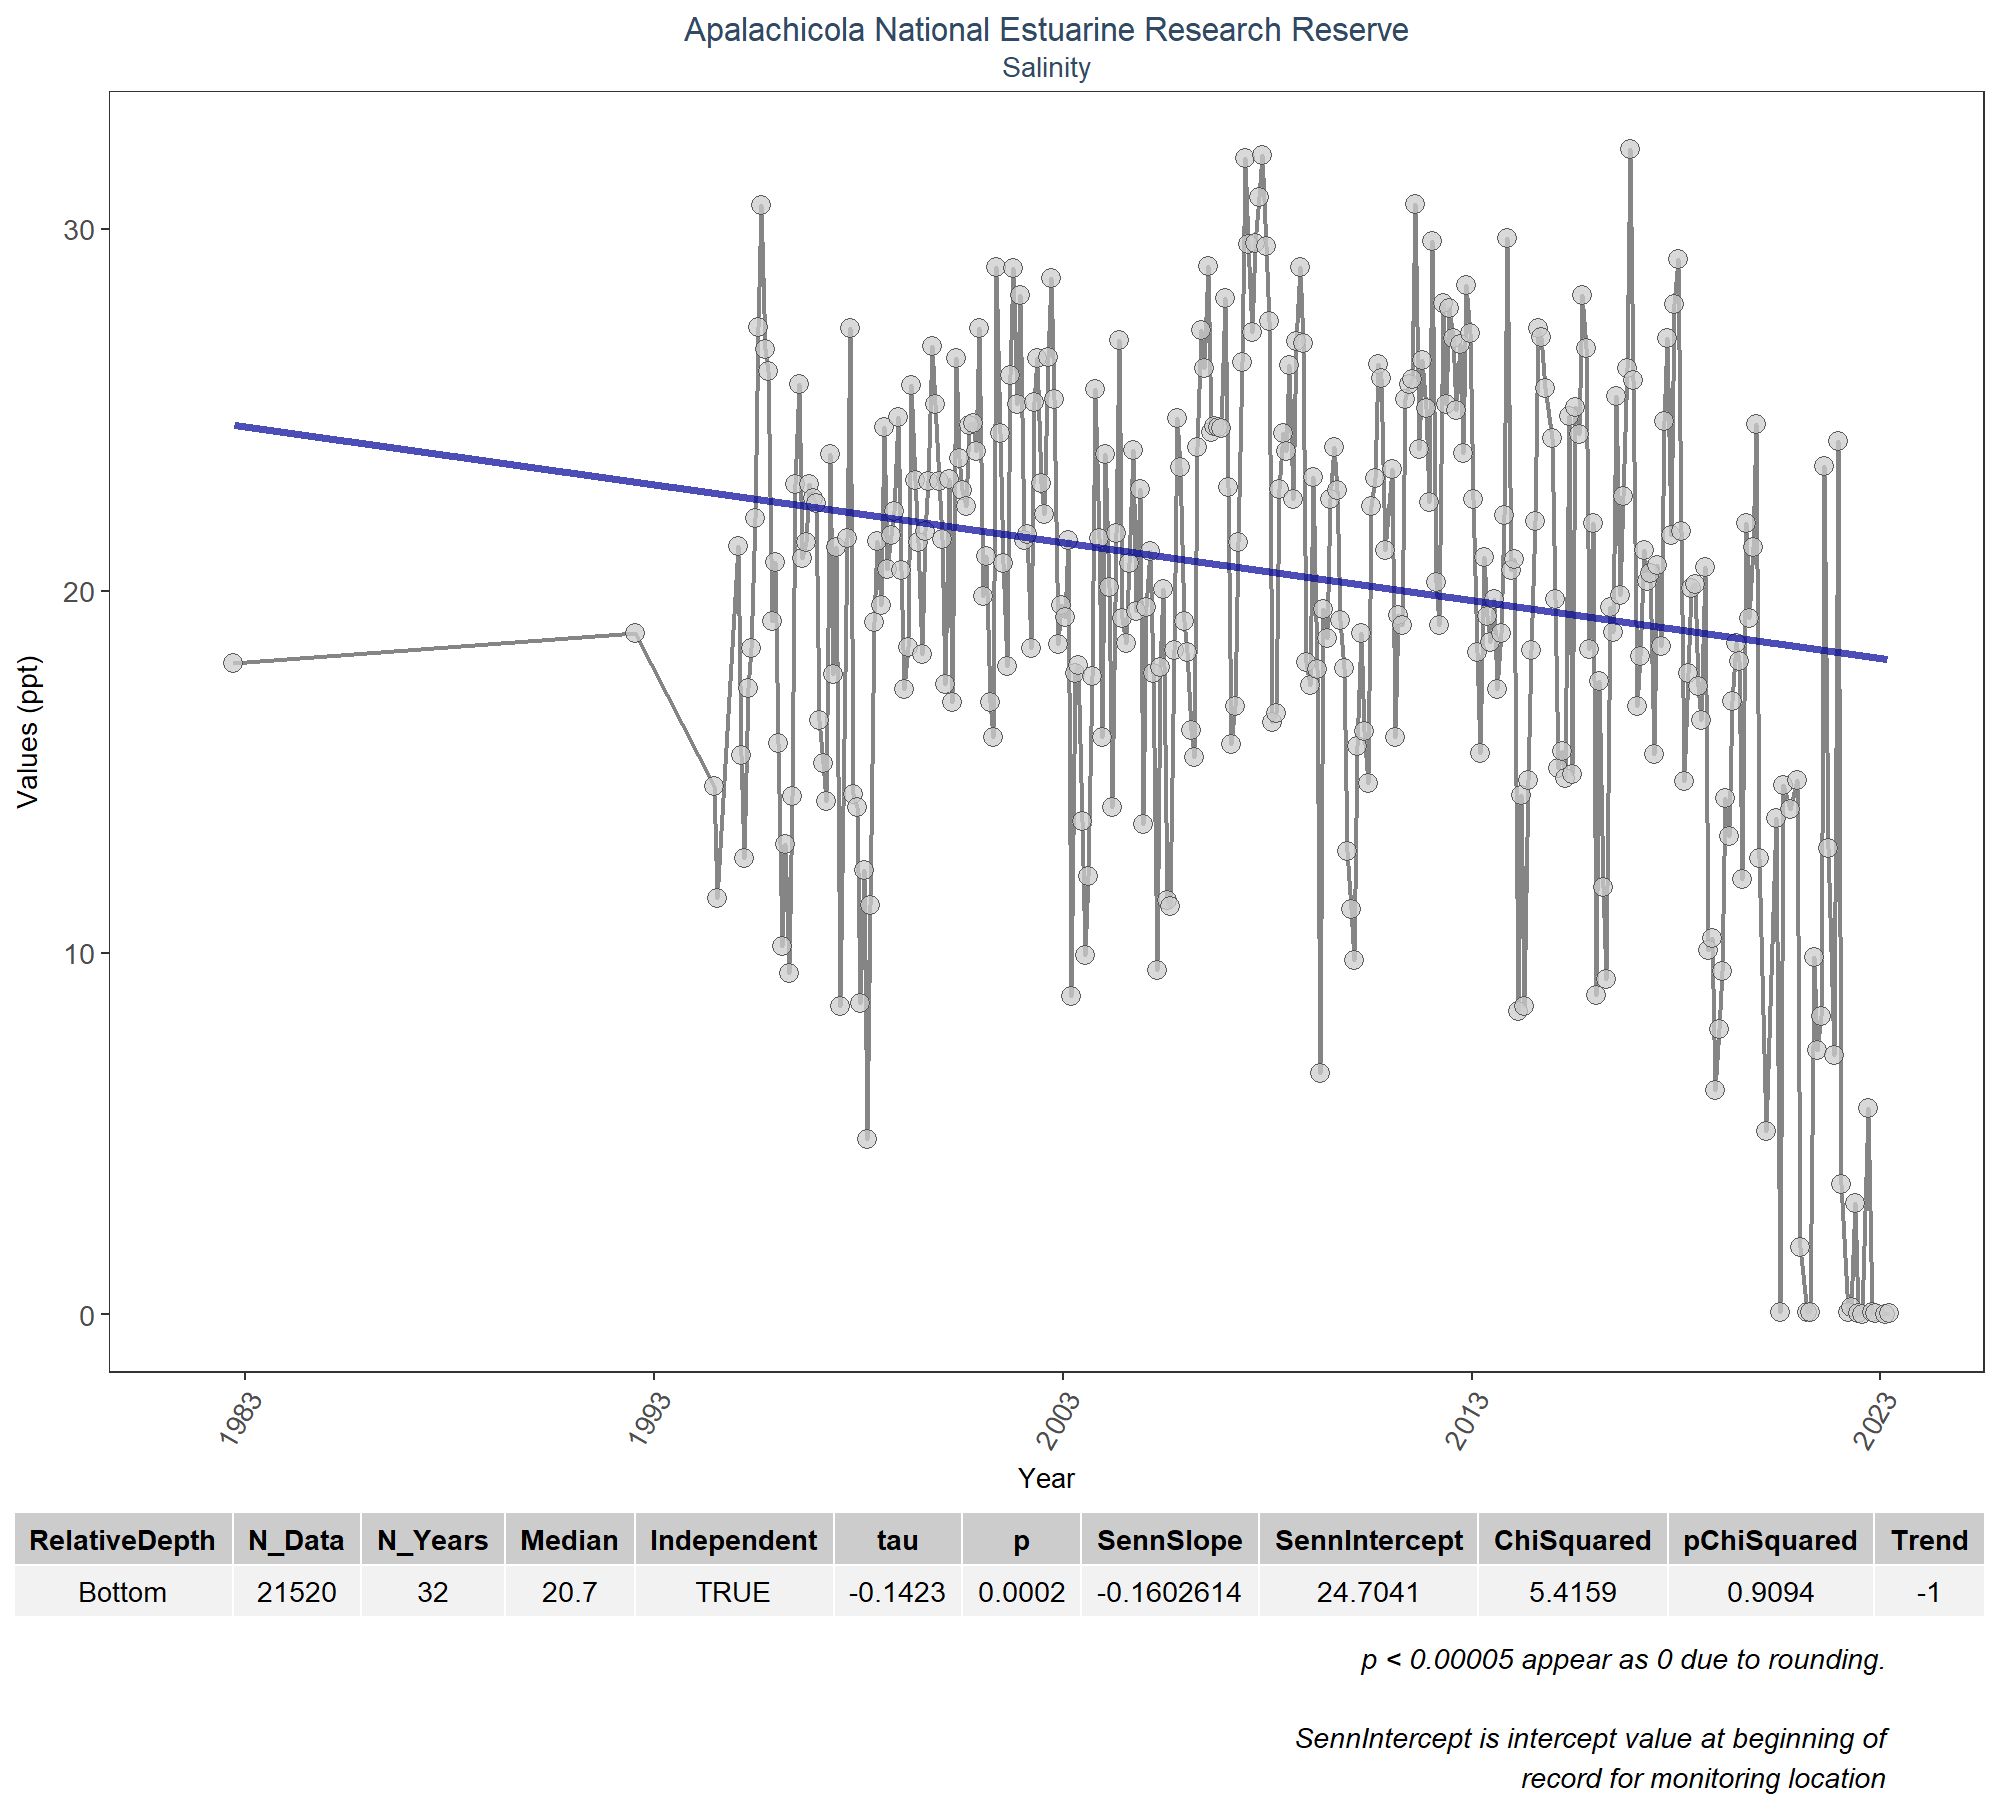 Apalachicola National Estuarine Research Reserve
Salinity
Values (ppt)
30
20
10
0
1983
1993
2003
2013
2023
Year
RelativeDepth N_Data N_Years Median Independent tau p SennSlope SennIntercept ChiSquared pChiSquared Trend
Bottom 21520 32 20.7 TRUE -0.1423 0.0002 -0.1602614 24.7041 5.4159 0.9094 -1
p < 0.00005 appear as 0 due to rounding.
SennIntercept is intercept value at beginning of
record for monitoring location